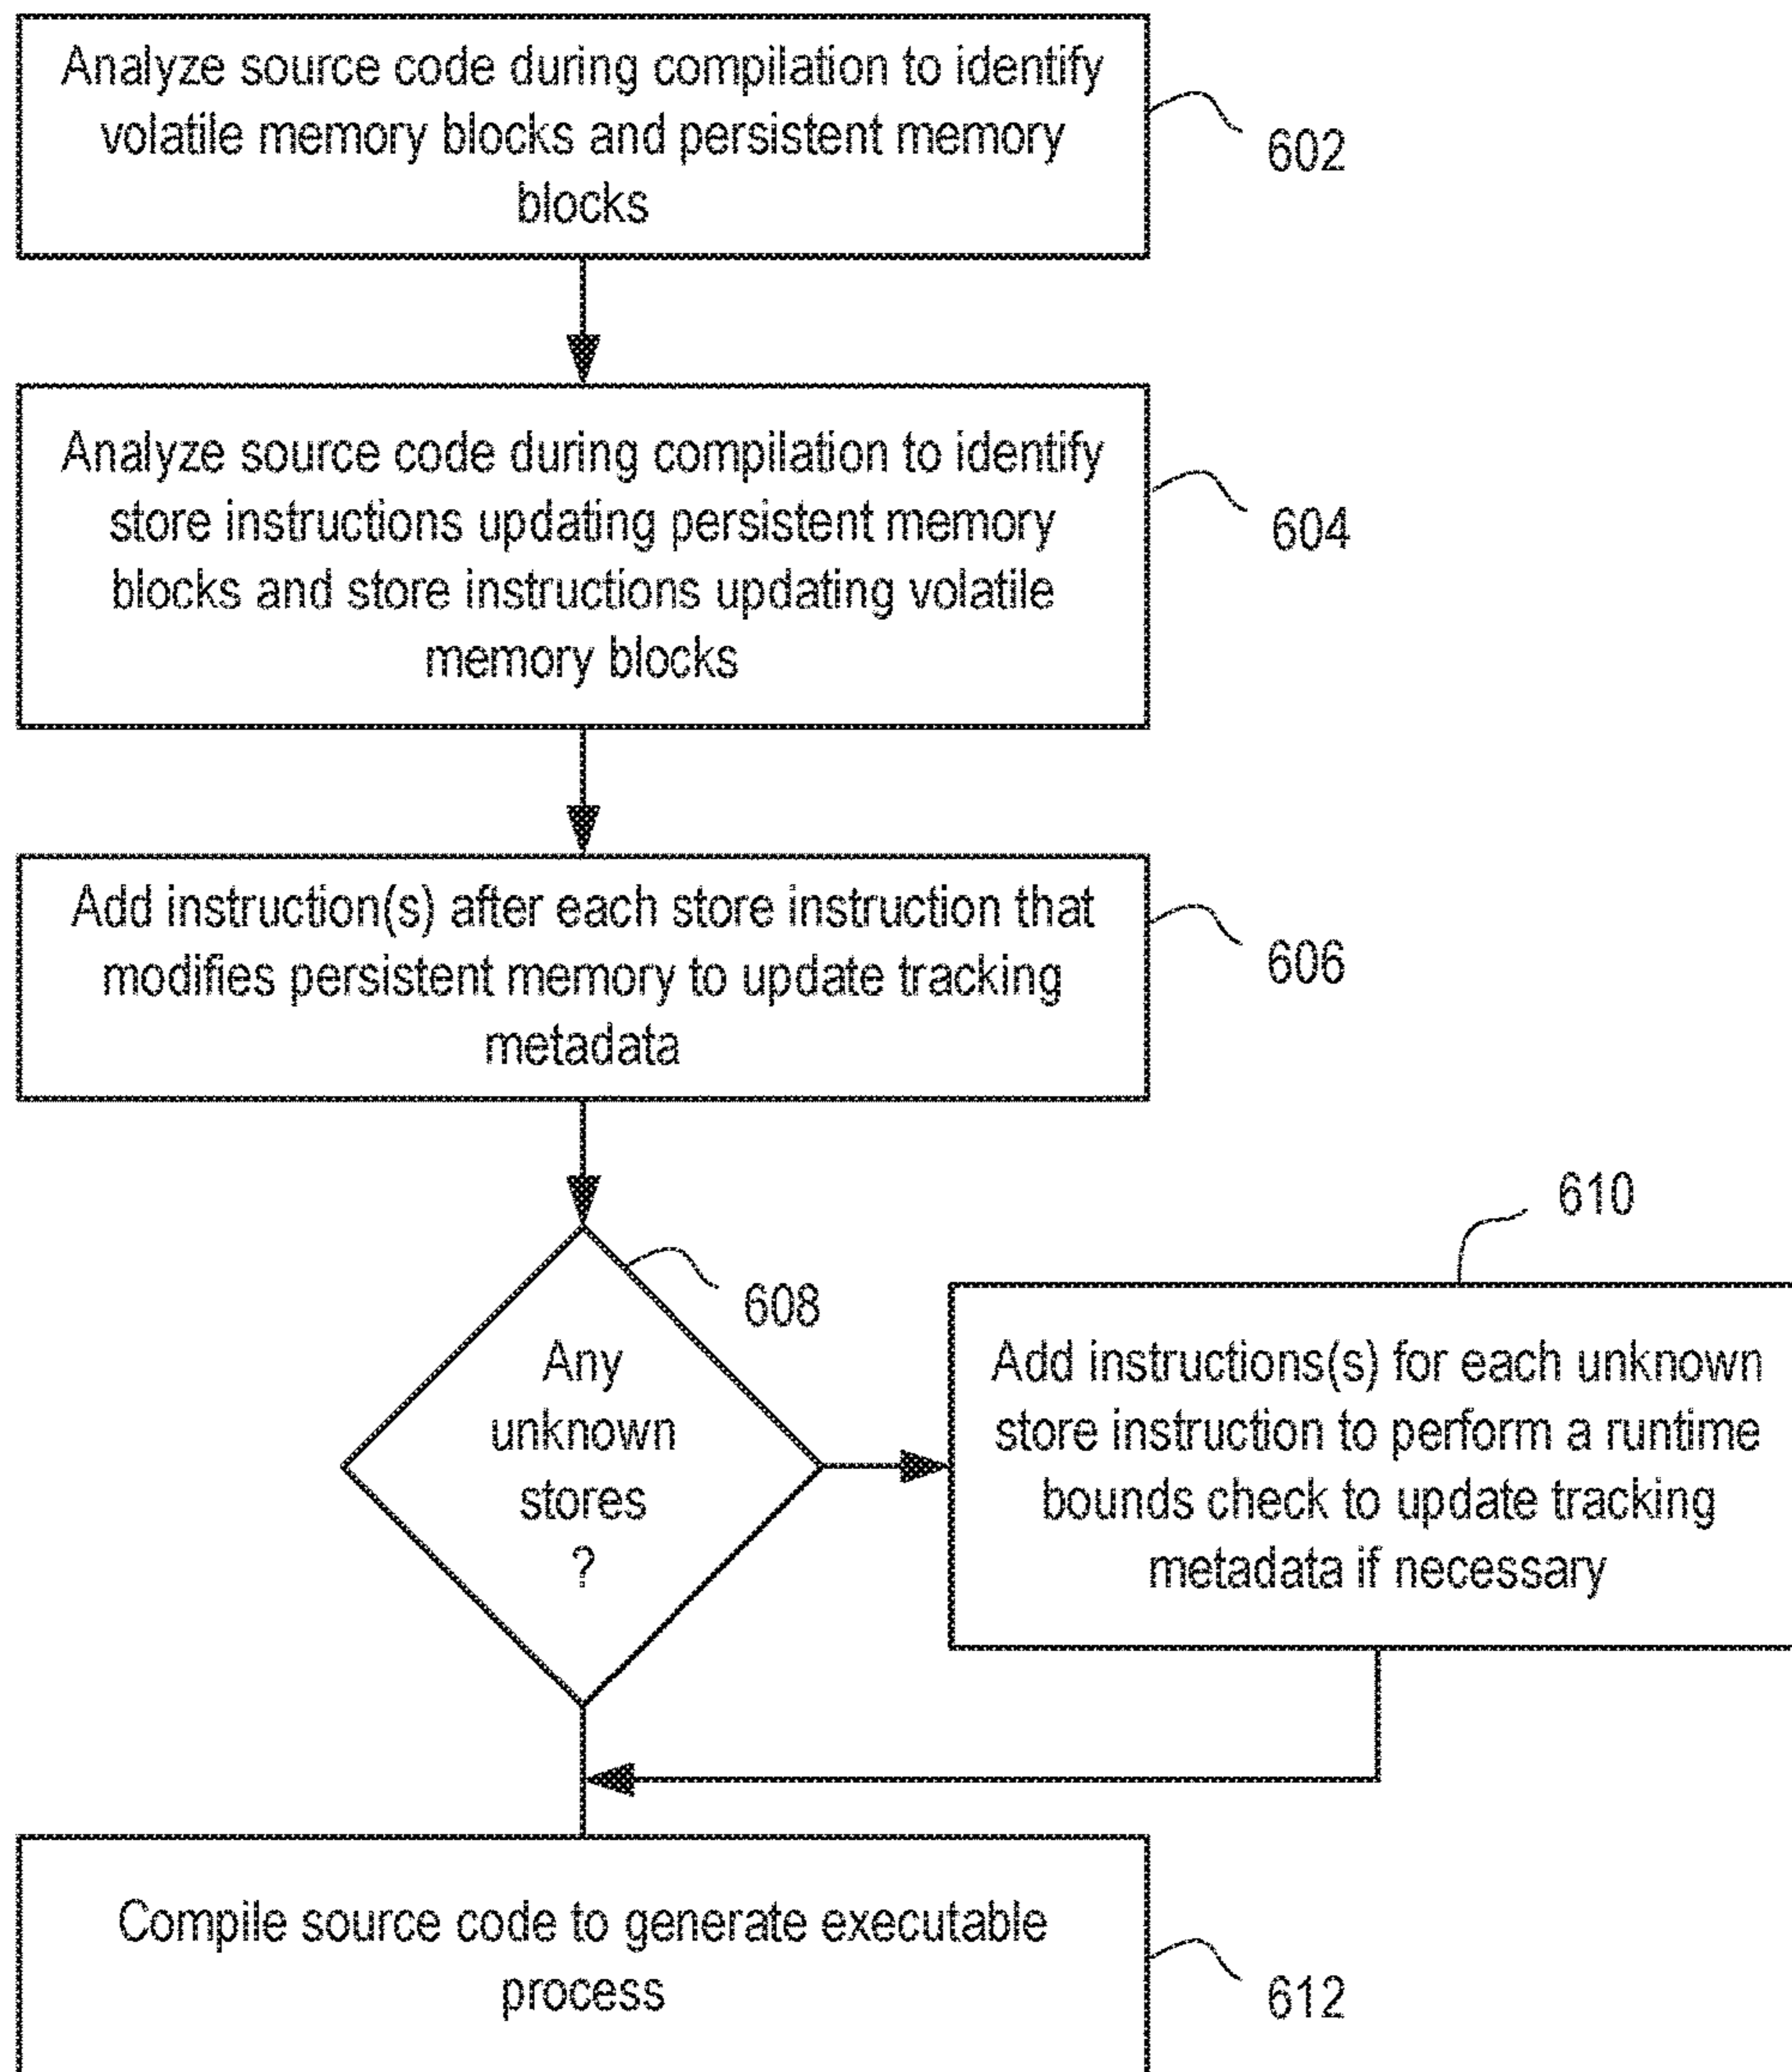 Analyze source code during compilation to identify
volatile memory blocks and persistent memory
blocks
602
Analyze source code during compilation to identify
store instructions updating persistent memory
blocks and store instructions updating volatile
memory blocks
604
Add instruction(s) after each store instruction that
modifies persistent memory to update tracking
metadata
606
608
Any
unknown
stores
?
610
Add instructions(s) for each unknown
store instruction to perform a runtime
bounds check to update tracking
metadata if necessary
Compile source code to generate executable
process
612